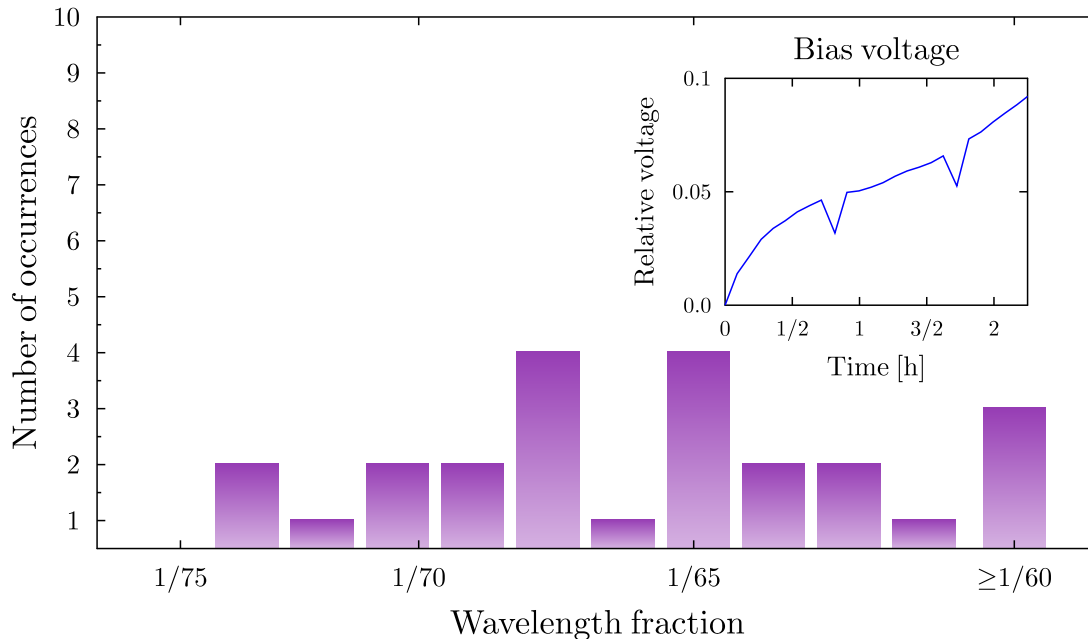 10
9
8
7
6
5
4
3
2
1
Number of occurrences
1/75 1/70 1/65 ≥1/60
Wavelength fraction
Bias voltage
0.1
0.05
0.0
Relative voltage
0 1/2 1 3/2 2
Time [h]